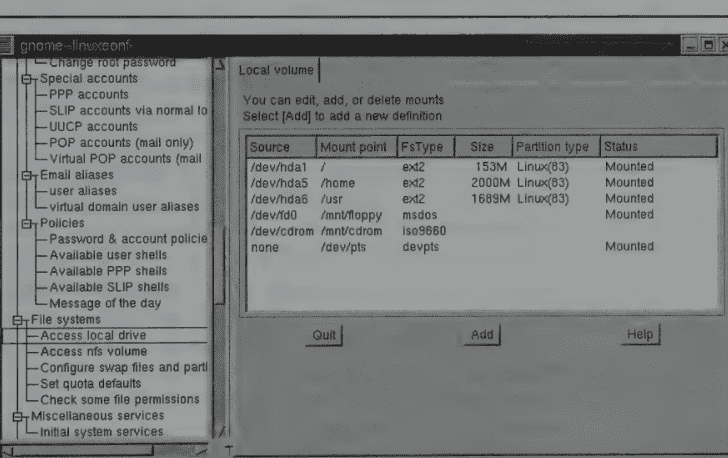 gnome-linuxconf
Change root password
Special accounts
PPP accounts
SLIP accounts via normal lo
UUCP accounts
POP accounts (mail only)
Virtual POP accounts (mail
Email aliases
user aliases
virtual domain user aliases
Policies
Password & account policie
Available user shells
Available PPP shells
Available SLIP shells
Message of the day
File systems
Access local drive
Access nfs volume
Configure swap files and parti
Set quota defaults
Check some file permissions
Miscellaneous services
Initial system services
Local volume
You can edit, add, or delete mounts
Select [Add] to add a new definition
Source Mount point FsType Size Partition type Status
/dev/hda1 / ext2 153M Linux(83) Mounted
/dev/hda5 /home ext2 2000M Linux(83) Mounted
/dev/hda6 /usr ext2 1689M Linux(83) Mounted
/dev/fd0 /mnt/floppy msdos Mounted
/dev/cdrom /mnt/cdrom iso9660
none /dev/pts devpts Mounted
Quit Add Help